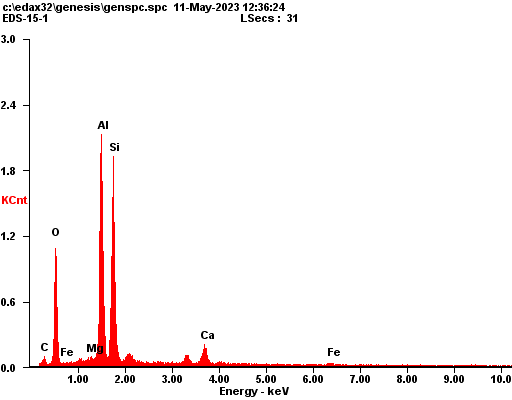 c:\edax32\genesis\genspc.spc 11-May-2023 12:36:24
EDS-15-1 LSecs : 31
3.0
2.4
1.8
KCnt
1.2
0.6
0.0
Al
Si
O
C
Fe
Mg
Ca
Fe
1.00 2.00 3.00 4.00 5.00 6.00 7.00 8.00 9.00 10.0
Energy - keV